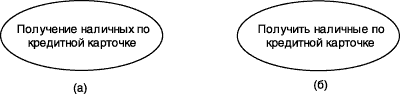 Получение наличных по
кредитной карточке
(а)
Получить наличные по
кредитной карточке
(б)